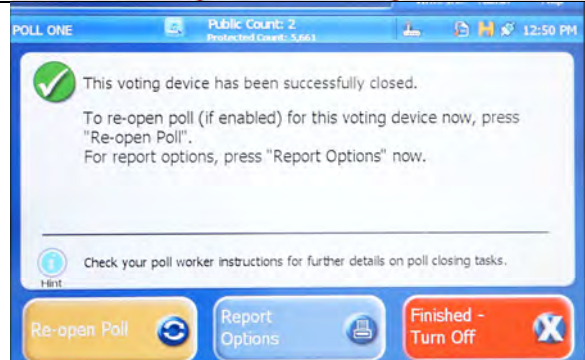 POLL ONE
Public Count: 2
Protected Count: 5,661
12:50 PM
This voting device has been successfully closed.
To re-open poll (if enabled) for this voting device now, press
"Re-open Poll".
For report options, press "Report Options" now.
Hint
Check your poll worker instructions for further details on poll closing tasks.
Re-open Poll
Report
Options
Finished -
Turn Off